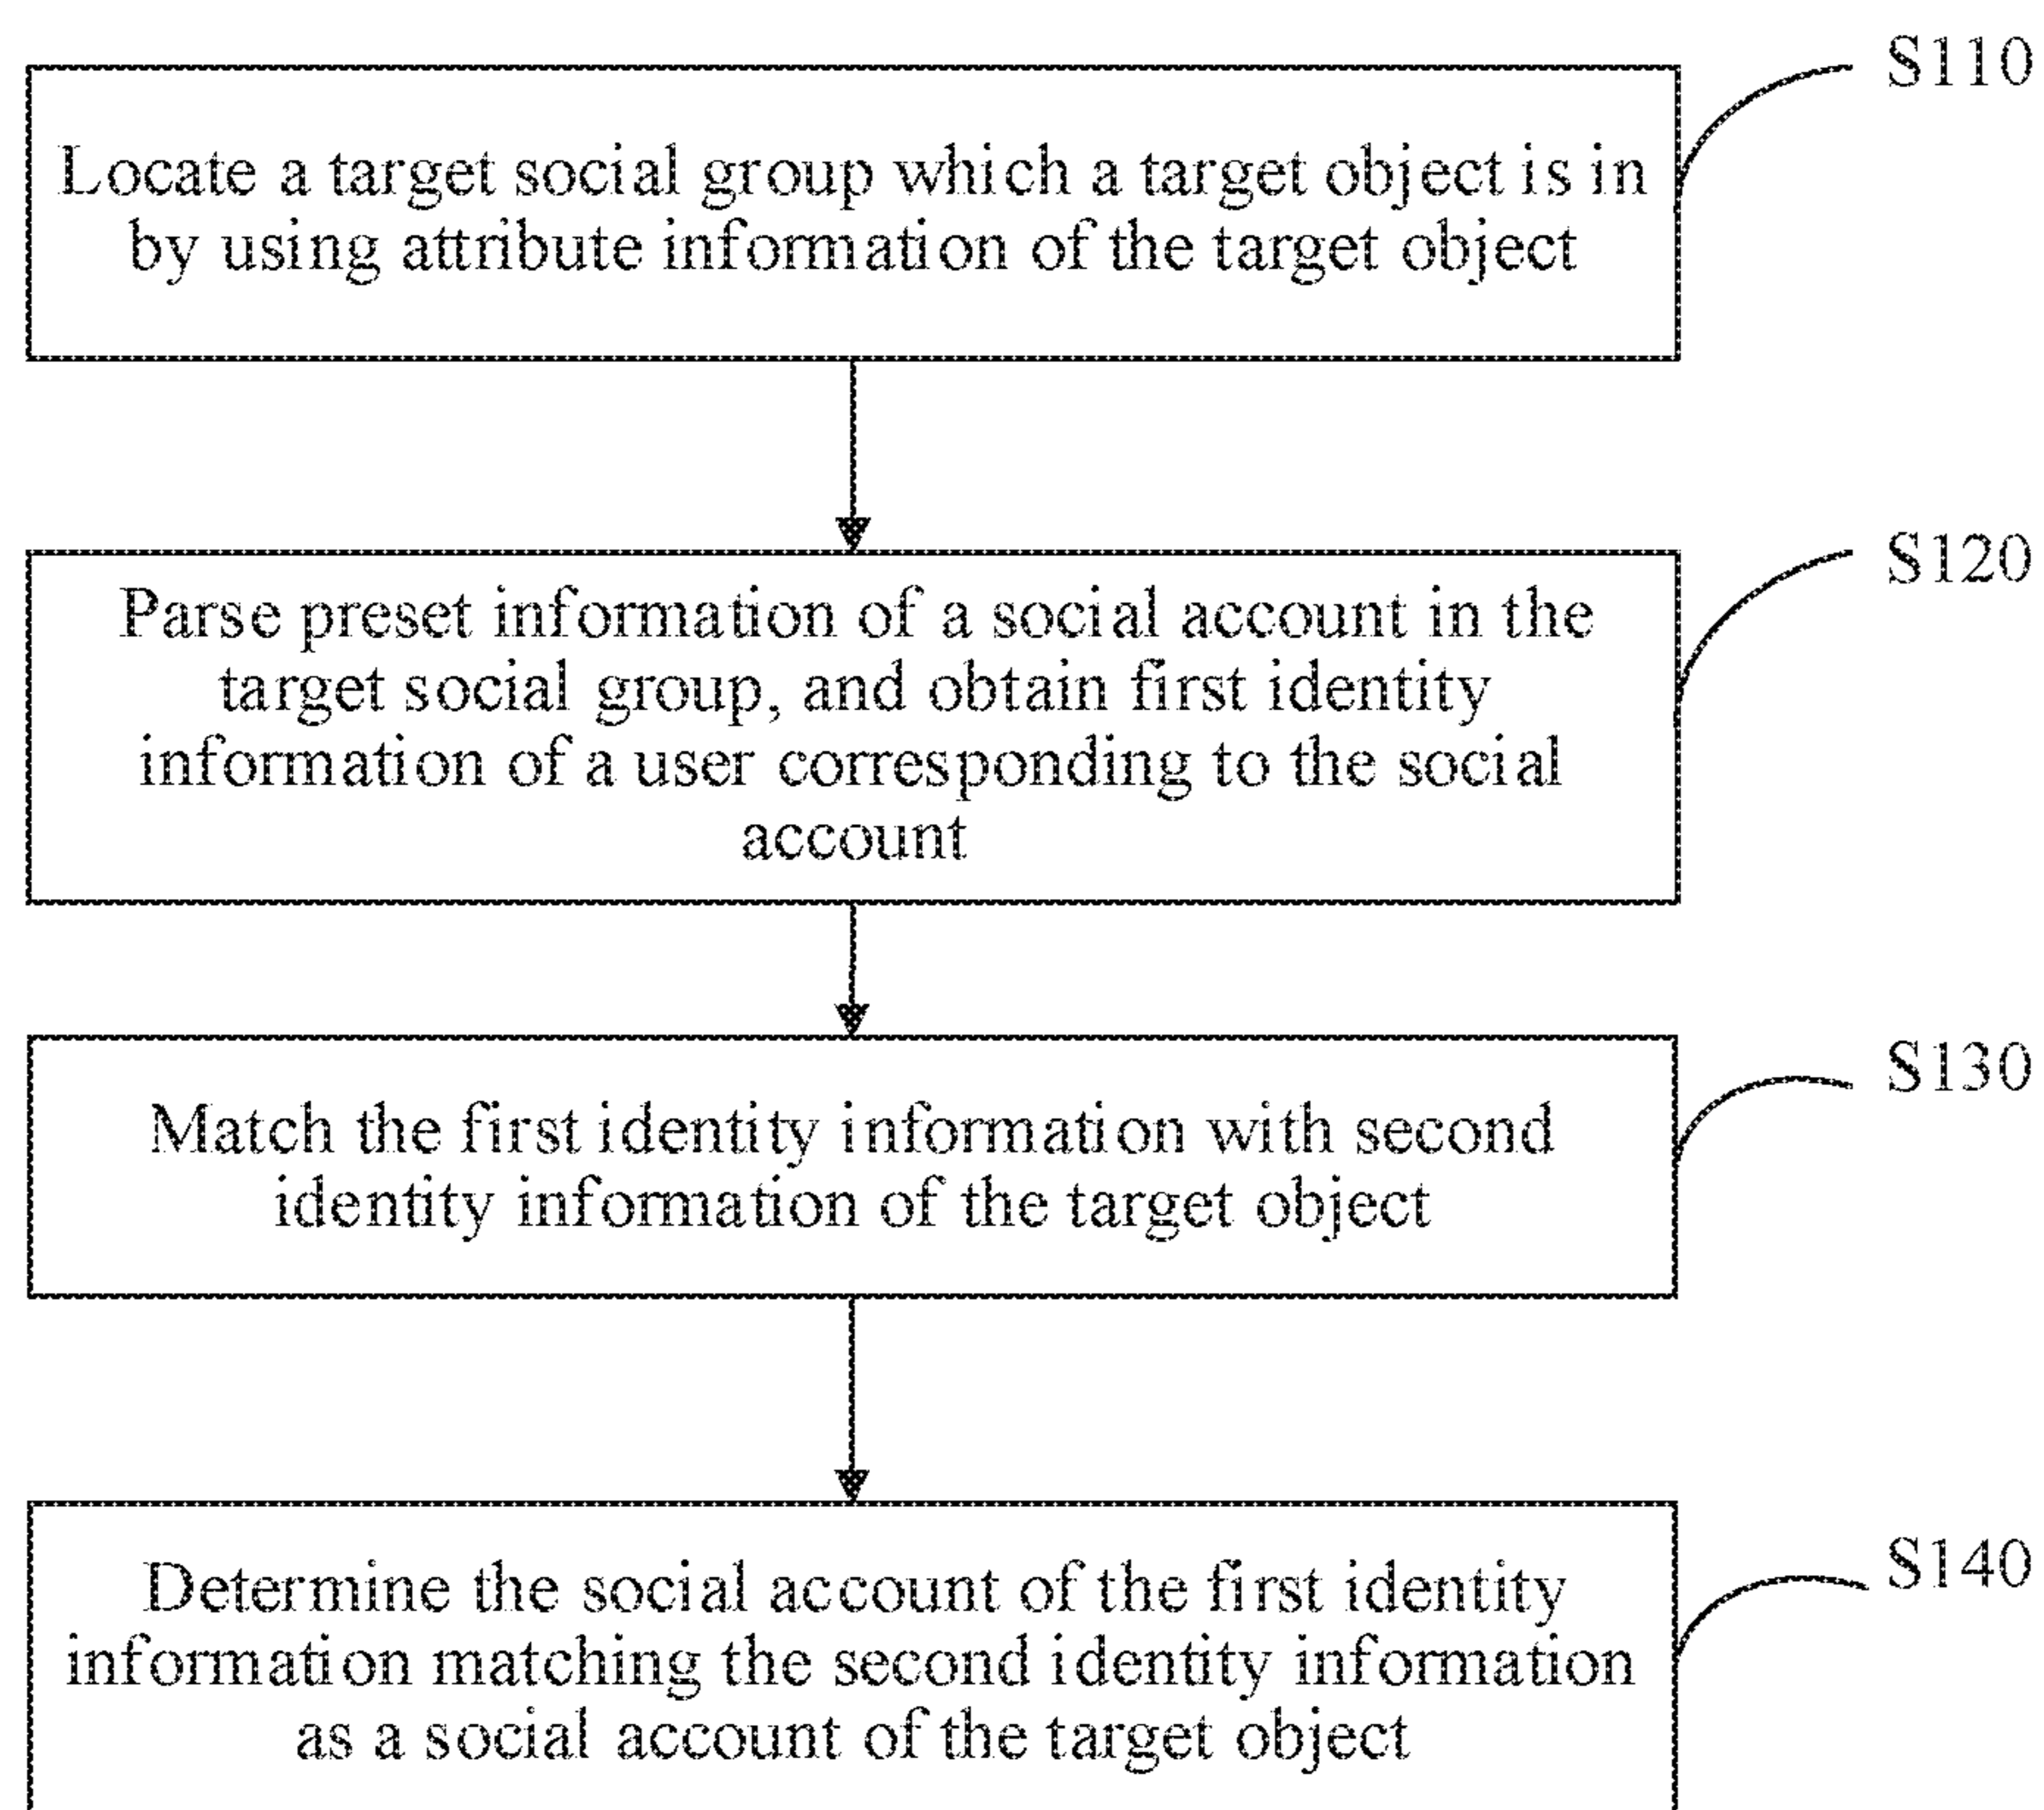 S110
Locate a target social group which a target object is in
by using attribute information of the target object
S120
Parse preset information of a social account in the
target social group, and obtain first identity
information of a user corresponding to the social
account
S130
Match the first identity information with second
identity information of the target object
S140
Determine the social account of the first identity
information matching the second identity information
as a social account of the target object